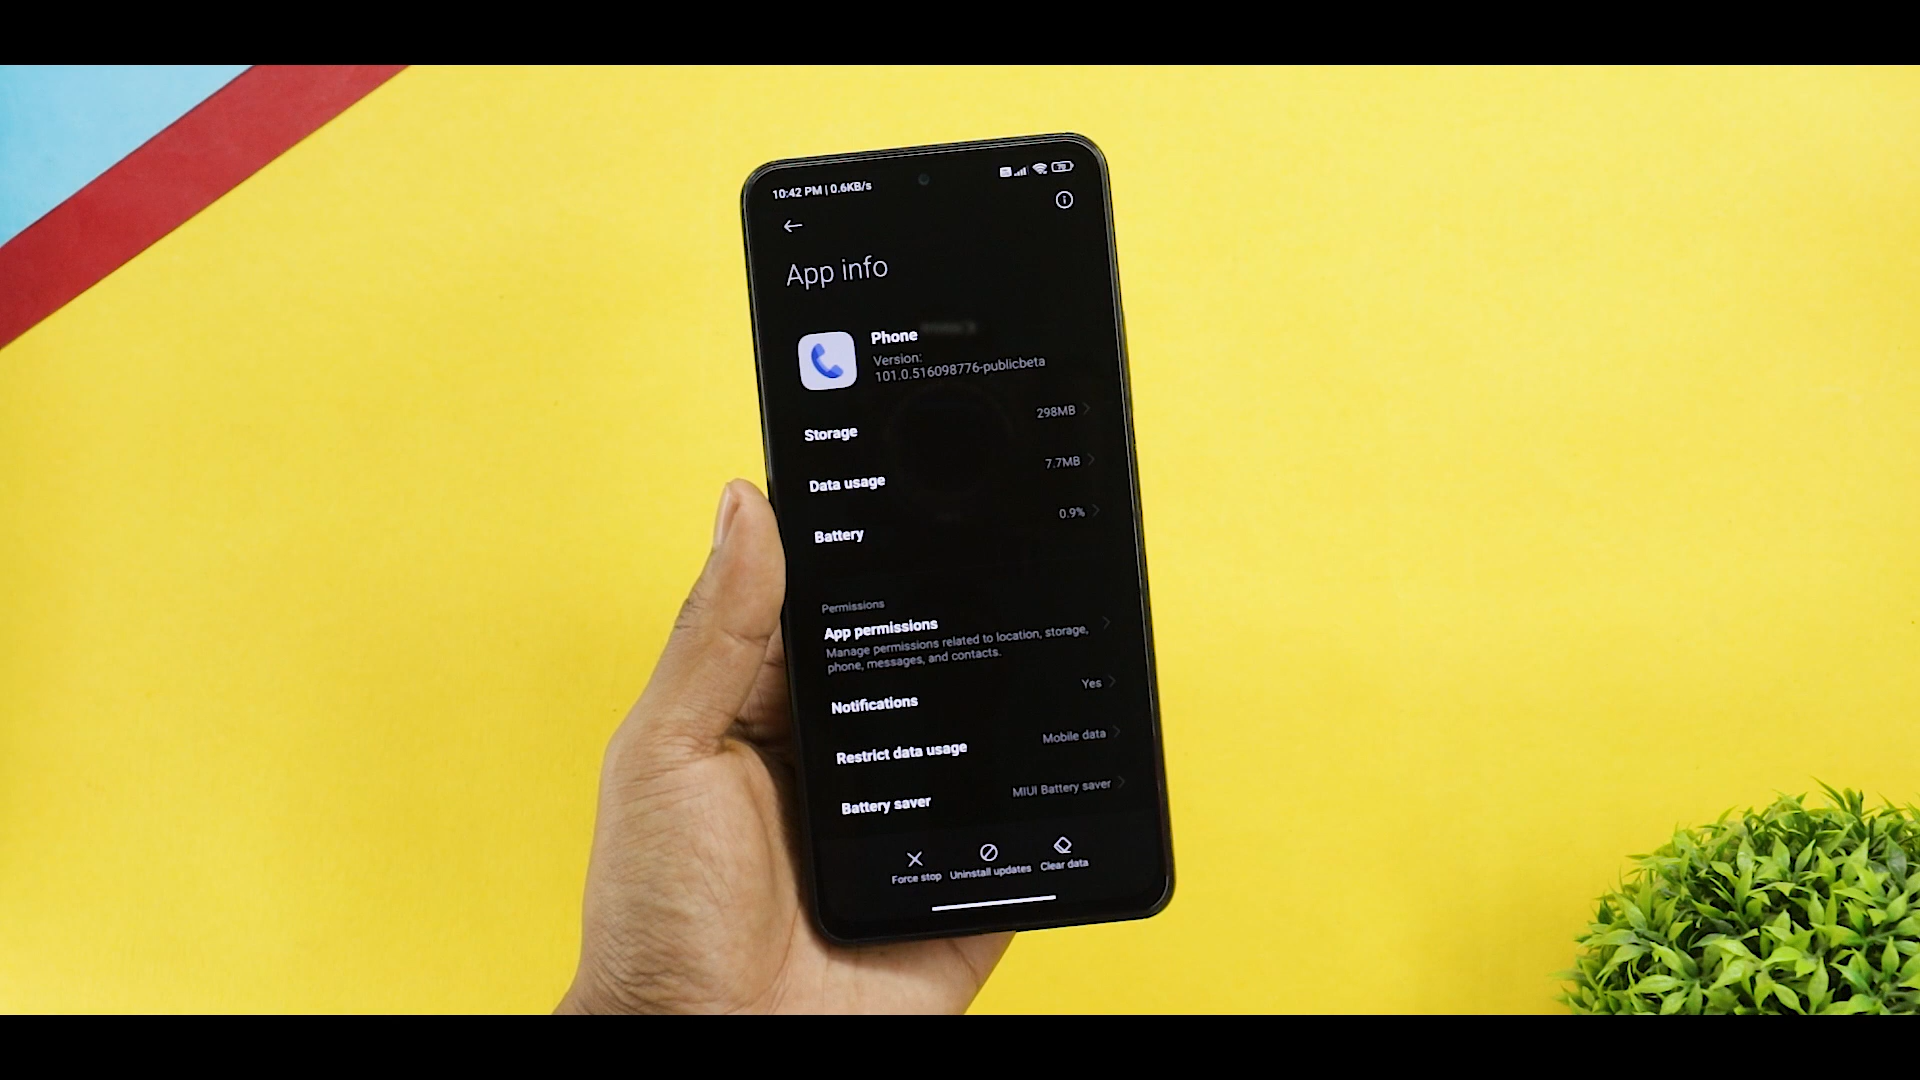 10:42 PM | 0.6KB/s
70
App info
Phone
Version:
101.0.516098776-publicbeta
Storage 298MB
Data usage 7.7MB
Battery 0.9%
Permissions
App permissions
Manage permissions related to location, storage,
phone, messages, and contacts.
Notifications Yes
Restrict data usage Mobile data
Battery saver MIUI Battery saver
Force stop Uninstall updates Clear data